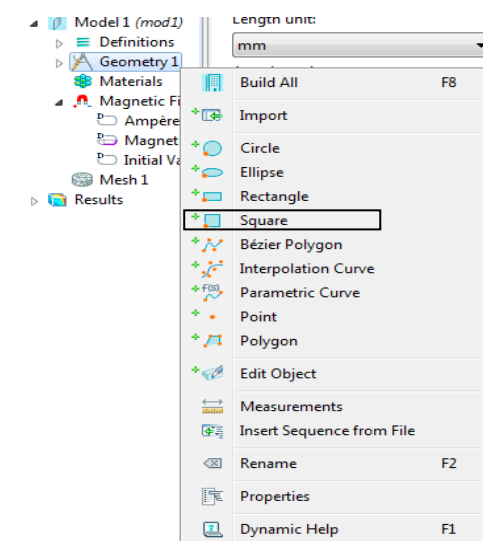 Model 1 (mod1)
Length unit:
Definitions
mm
Geometry 1
Materials
Build All F8
Magnetic Fi
Import
Ampère
Magnet
Circle
Initial Va
Ellipse
Mesh 1
Rectangle
Results
Square
Bézier Polygon
Interpolation Curve
f(s)
Parametric Curve
Point
Polygon
Edit Object
Measurements
Insert Sequence from File
Rename F2
Properties
Dynamic Help F1